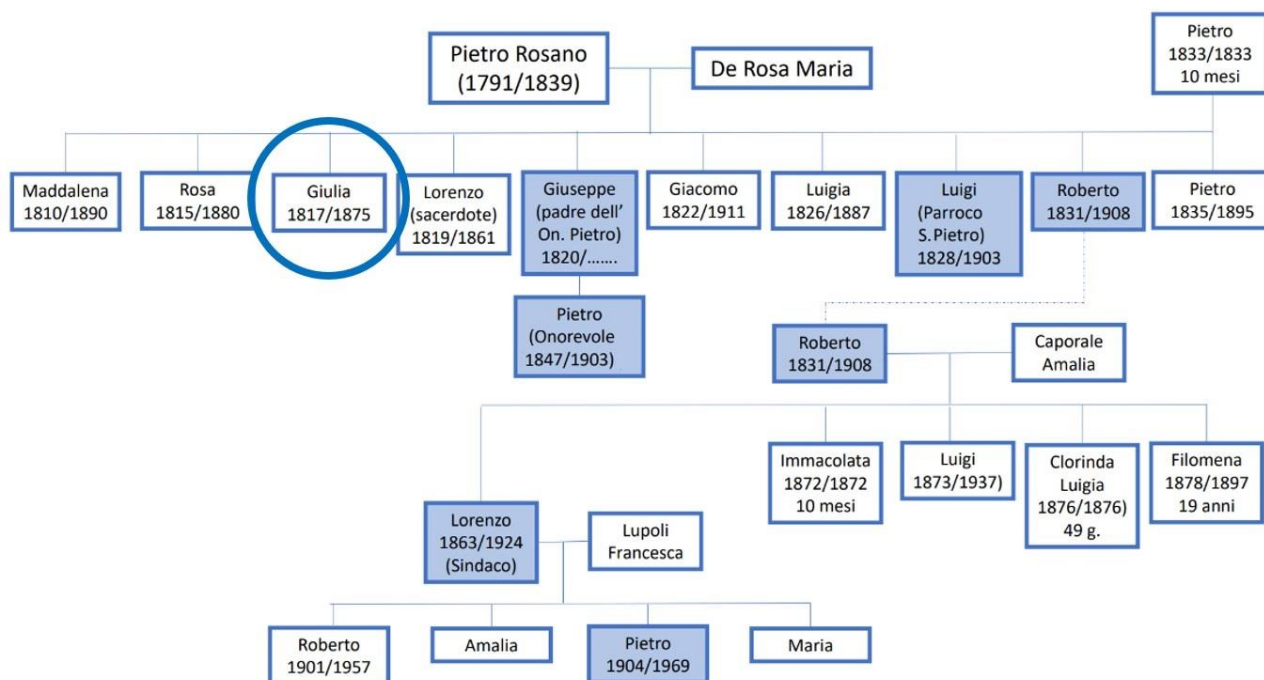 Pietro Rosano
(1791/1839)
De Rosa Maria
Pietro
1833/1833
10 mesi
Maddalena
1810/1890
Rosa
1815/1880
Giulia
1817/1875
Lorenzo
(sacerdote)
1819/1861
Giuseppe
(padre dell’
On. Pietro)
1820/…….
Giacomo
1822/1911
Luigia
1826/1887
Luigi
(Parroco
S.Pietro)
1828/1903
Roberto
1831/1908
Pietro
1835/1895
Pietro
(Onorevole
1847/1903)
Roberto
1831/1908
Caporale
Amalia
Immacolata
1872/1872
10 mesi
Luigi
1873/1937)
Clorinda
Luigia
1876/1876)
49 g.
Filomena
1878/1897
19 anni
Lorenzo
1863/1924
(Sindaco)
Lupoli
Francesca
Roberto
1901/1957
Amalia
Pietro
1904/1969
Maria